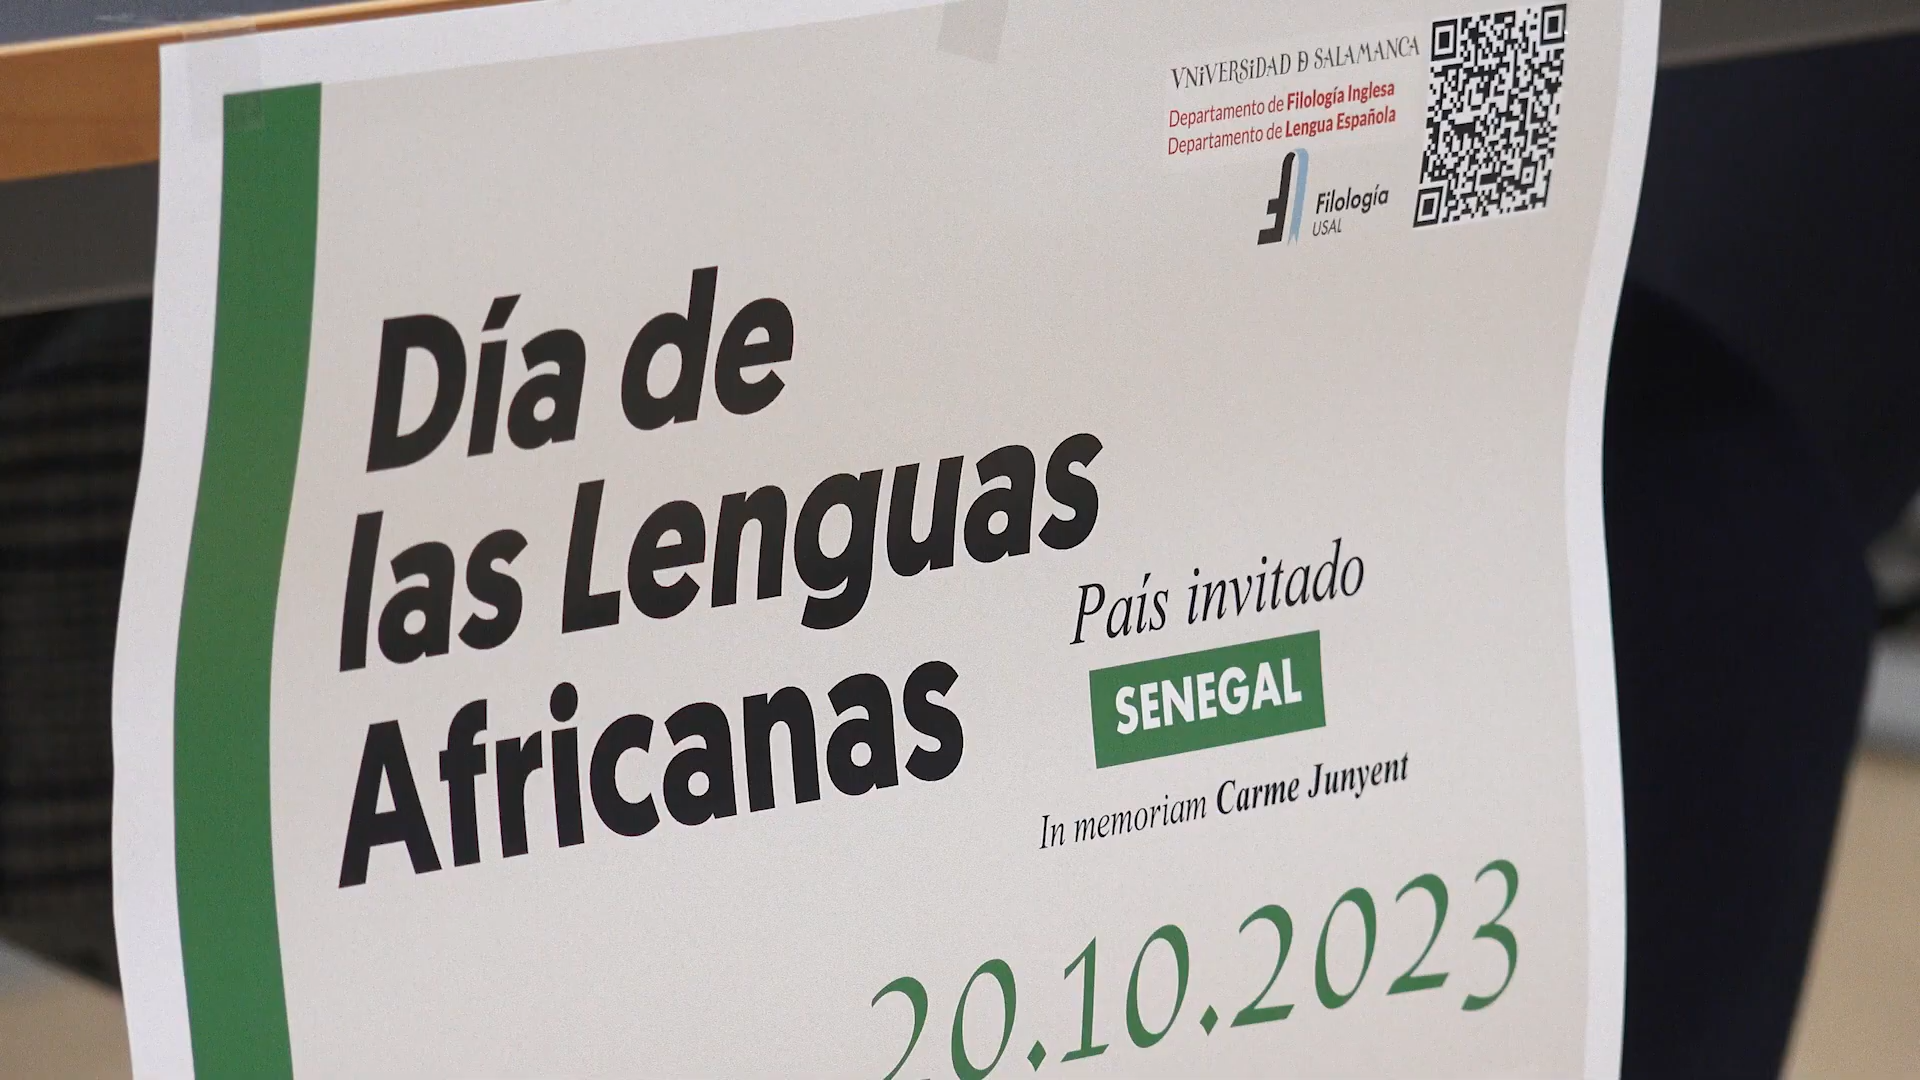 VNiVERSiDAD Ð SALAMANCA
Departamento de Filología Inglesa
Departamento de Lengua Española
Filología
USAL
Día de
las Lenguas
Africanas
País invitado
SENEGAL
In memoriam Carme Junyent
20.10.2023